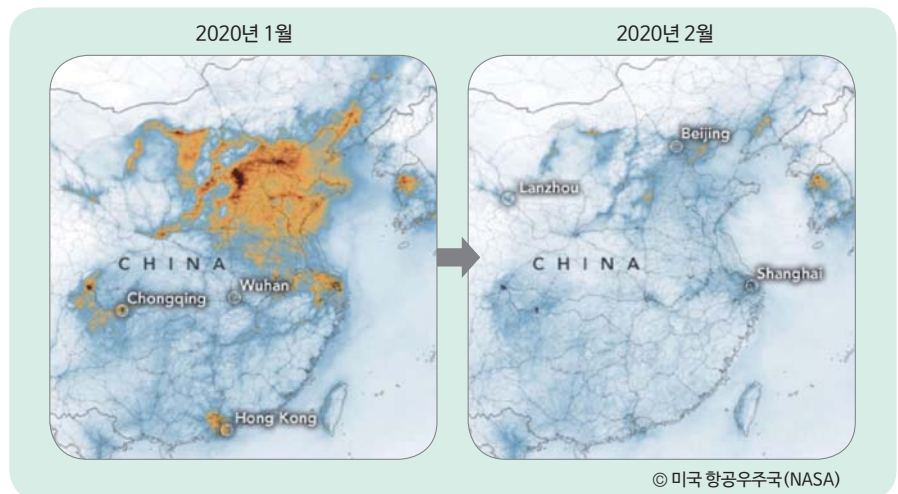 2020년 1월
2020년 2월
CHINA
Wuhan
Chongqing
Hong Kong
Beijing
Lanzhou
CHINA
Shanghai
© 미국 항공우주국(NASA)